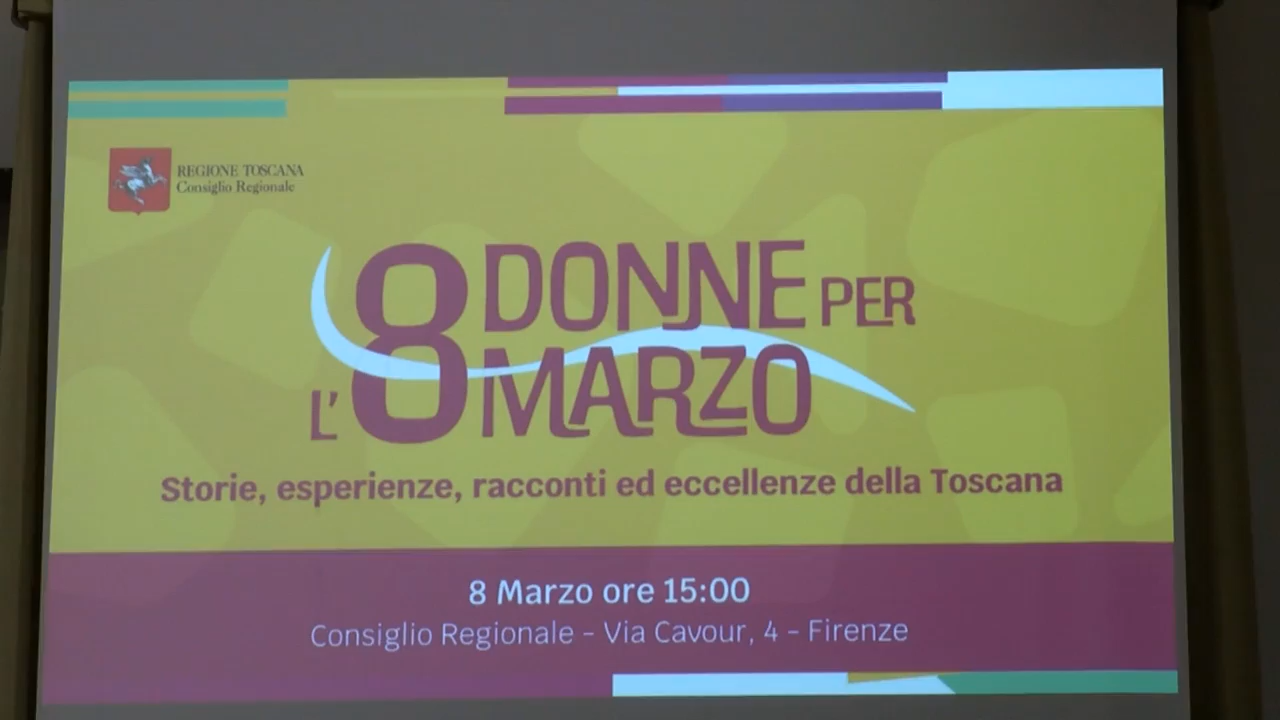 REGIONE TOSCANA
Consiglio Regionale
8 DONNE PER
L'8 MARZO
Storie, esperienze, racconti ed eccellenze della Toscana
8 Marzo ore 15:00
Consiglio Regionale - Via Cavour, 4 - Firenze